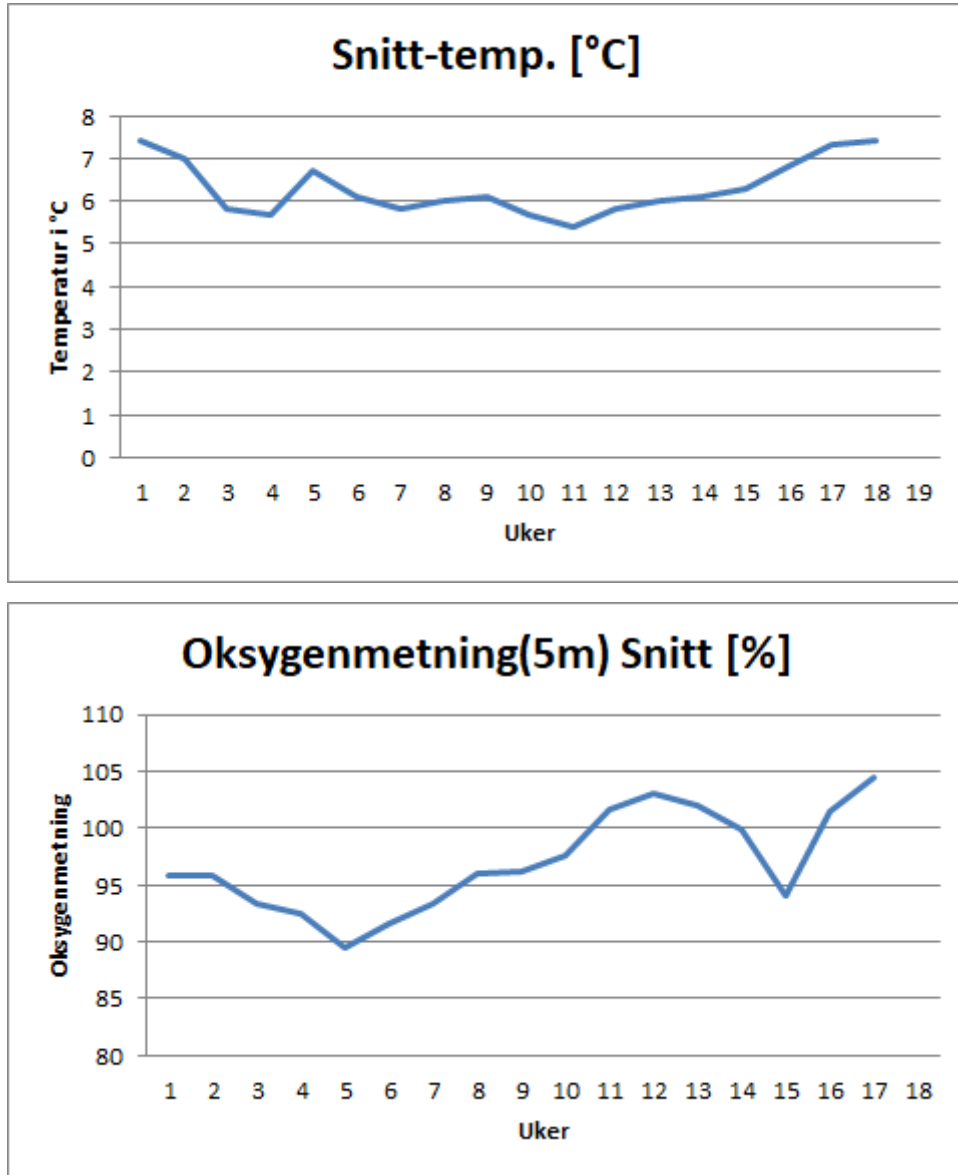 Snitt-temp. [°C]
8
7
6
5
4
3
2
1
0
Temperatur i °C
1 2 3 4 5 6 7 8 9 10 11 12 13 14 15 16 17 18 19
Uker
Oksygenmetning(5m) Snitt [%]
110
105
100
95
90
85
80
Oksygenmetning
1 2 3 4 5 6 7 8 9 10 11 12 13 14 15 16 17 18
Uker